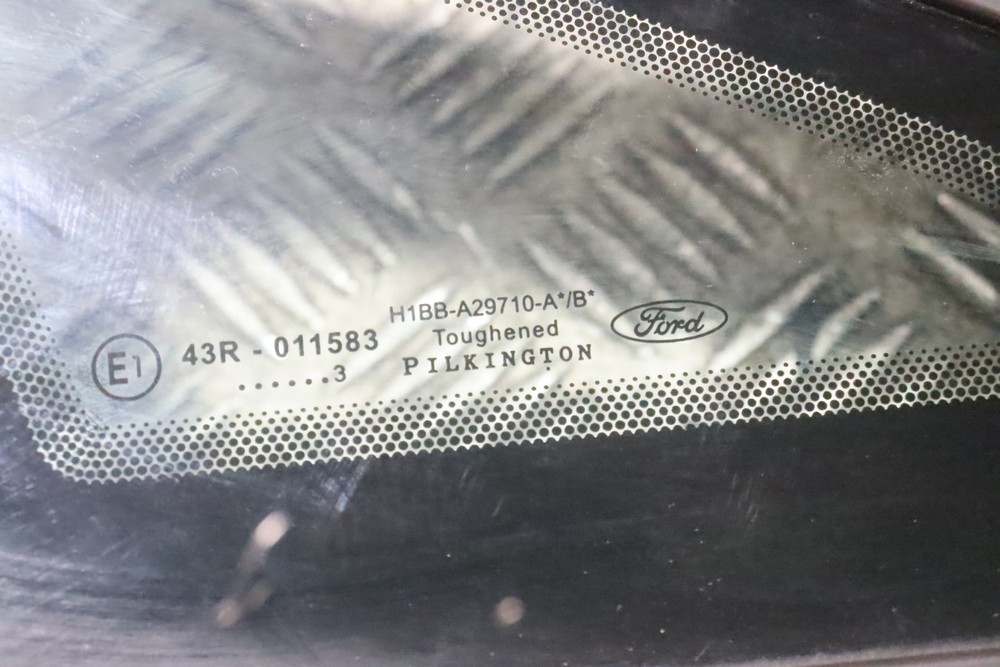 E1
43R - 011583
......3
H1BB-A29710-A*/B*
Toughened
PILKINGTON
Ford